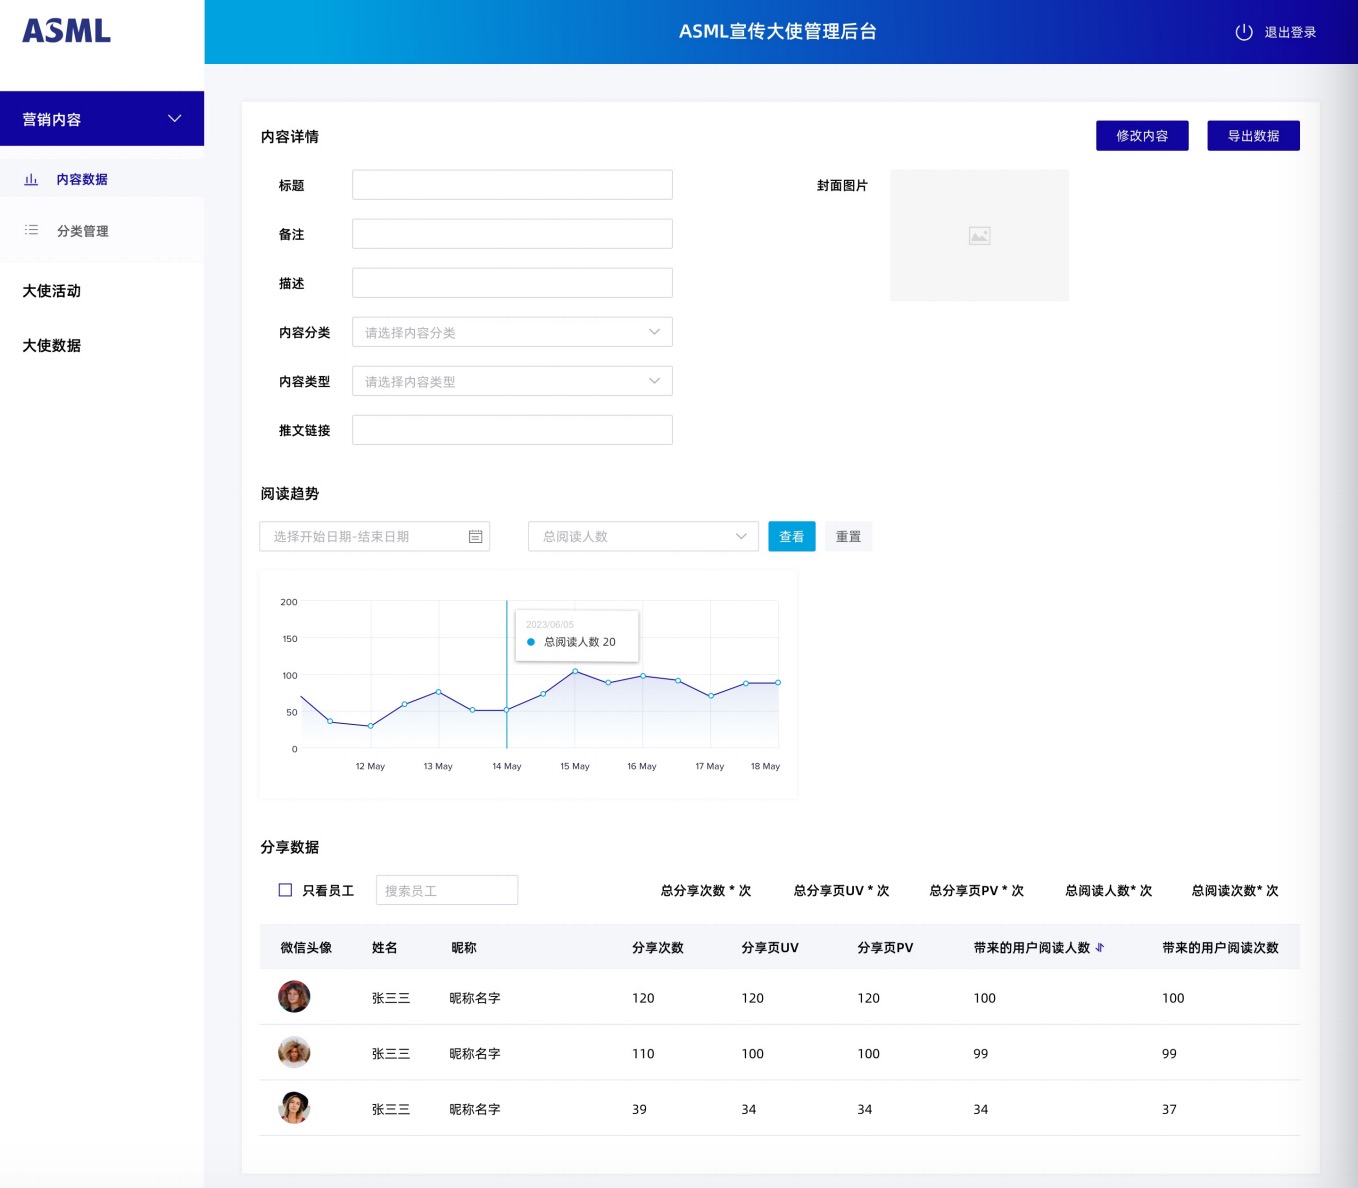 ASML
ASML宣传大使管理后台
退出登录
营销内容
内容数据
分类管理
大使活动
大使数据
内容详情
修改内容
导出数据
标题
封面图片
备注
描述
内容分类 请选择内容分类
内容类型 请选择内容类型
推文链接
阅读趋势
选择开始日期-结束日期 总阅读人数 查看 重置
200
150
100
50
0
2023/06/05
总阅读人数 20
12 May 13 May 14 May 15 May 16 May 17 May 18 May
分享数据
只看员工 搜索员工 总分享次数 * 次 总分享页UV * 次 总分享页PV * 次 总阅读人数* 次 总阅读次数* 次
微信头像 姓名 昵称 分享次数 分享页UV 分享页PV 带来的用户阅读人数 带来的用户阅读次数
张三三 昵称名字 120 120 120 100 100
张三三 昵称名字 110 100 100 99 99
张三三 昵称名字 39 34 34 34 37